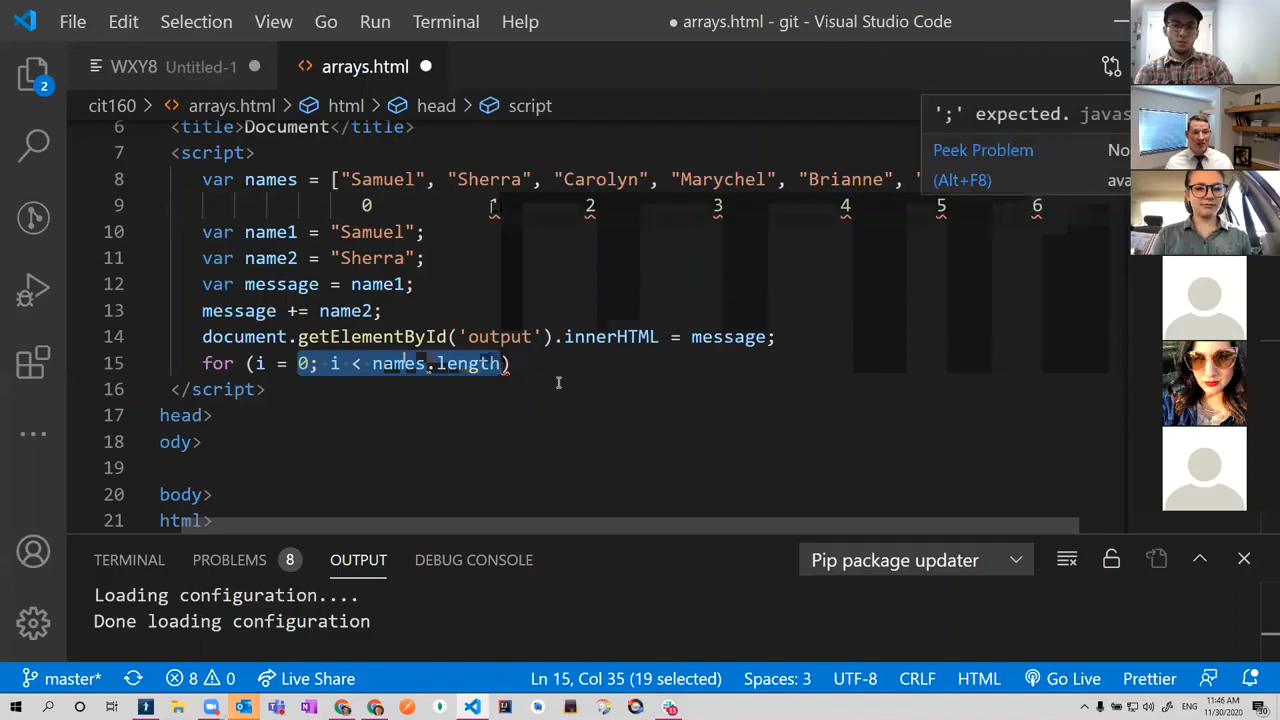 File Edit Selection View Go Run Terminal Help ● arrays.html - git - Visual Studio Code
2
WXY8 Untitled-1 ● <> arrays.html ●
cit160 > <> arrays.html > html > head > script
';' expected. javas
Peek Problem No
(Alt+F8) ava
6 <title>Document</title>
7 <script>
8 var names = ["Samuel", "Sherra", "Carolyn", "Marychel", "Brianne", "
9 0 1 2 3 4 5 6
10 var name1 = "Samuel";
11 var name2 = "Sherra";
12 var message = name1;
13 message += name2;
14 document.getElementById('output').innerHTML = message;
15 for (i = 0; i < names.length)
16 </script>
17 head>
18 ody>
19
20 body>
21 html>
TERMINAL PROBLEMS 8 OUTPUT DEBUG CONSOLE Pip package updater
Loading configuration....
Done loading configuration
master* 8 0 Live Share Ln 15, Col 35 (19 selected) Spaces: 3 UTF-8 CRLF HTML Go Live Prettier
ENG 11:46 AM
11/30/2020 30